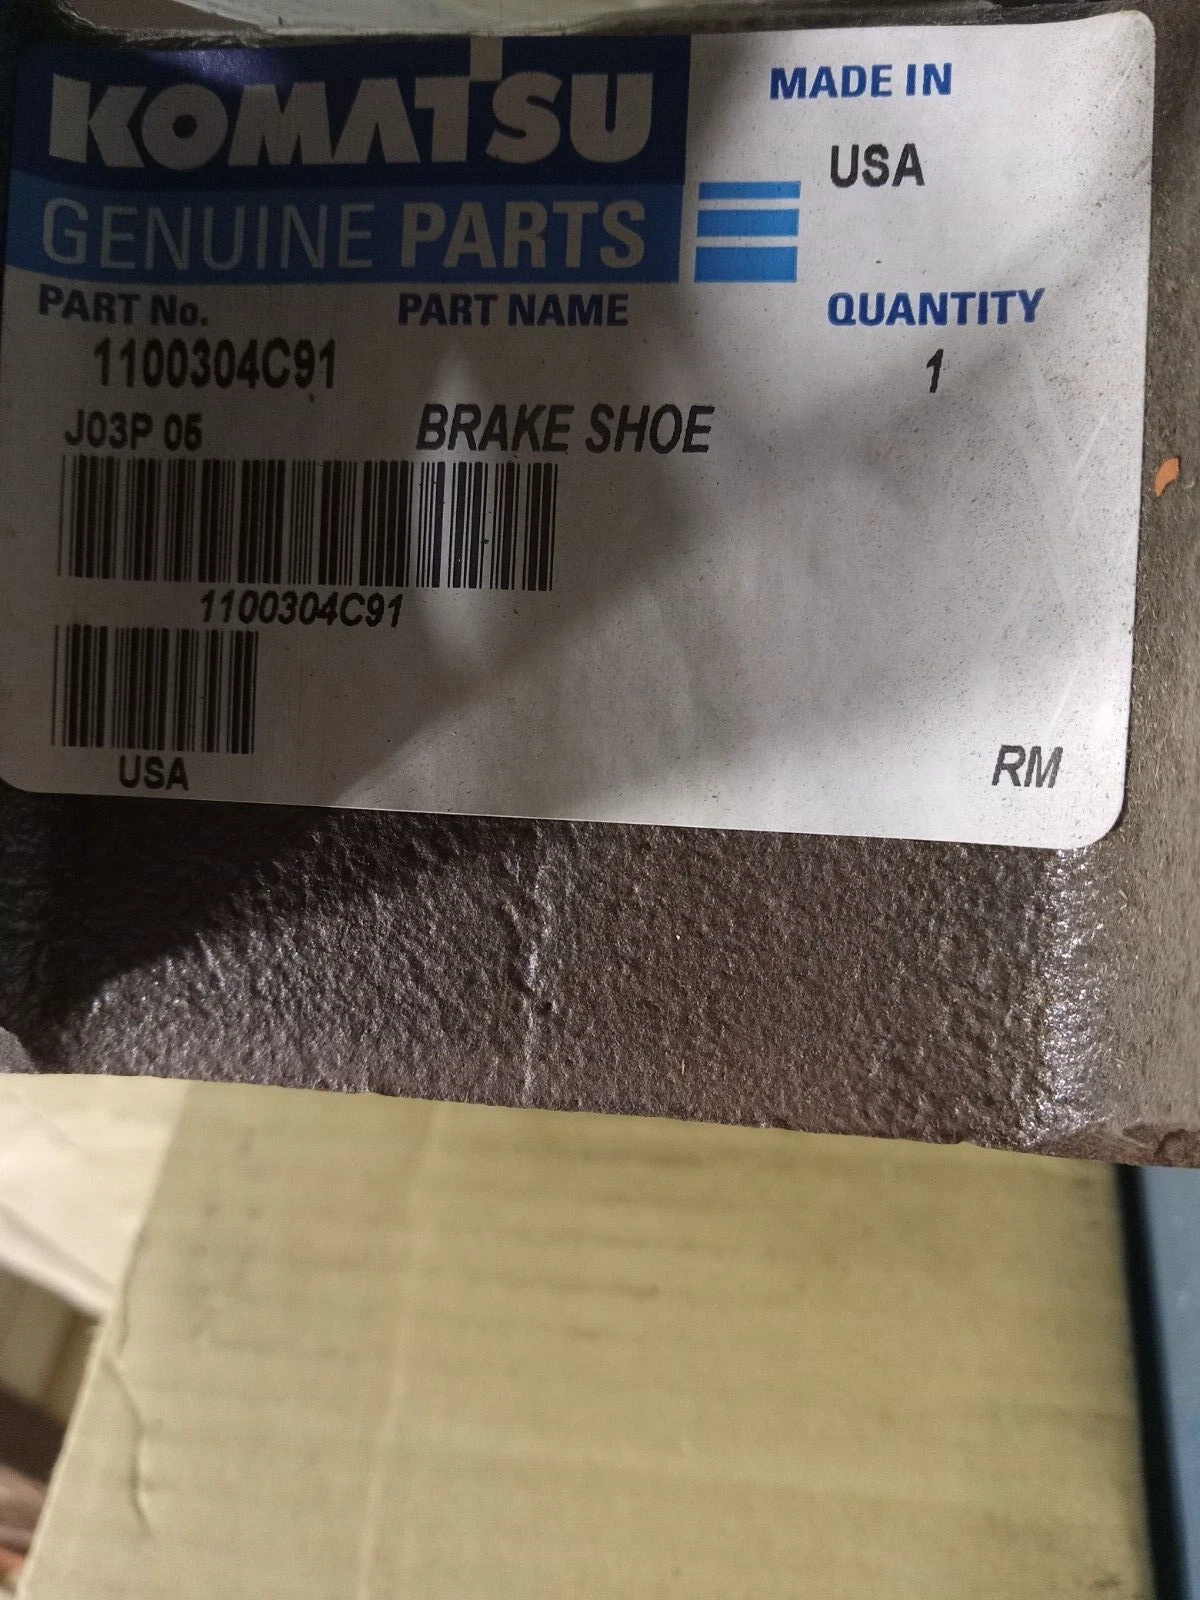 KOMATSU
GENUINE PARTS
MADE IN
USA
PART No. PART NAME QUANTITY
1100304C91 1
J03P 05 BRAKE SHOE
1100304C91
USA
RM